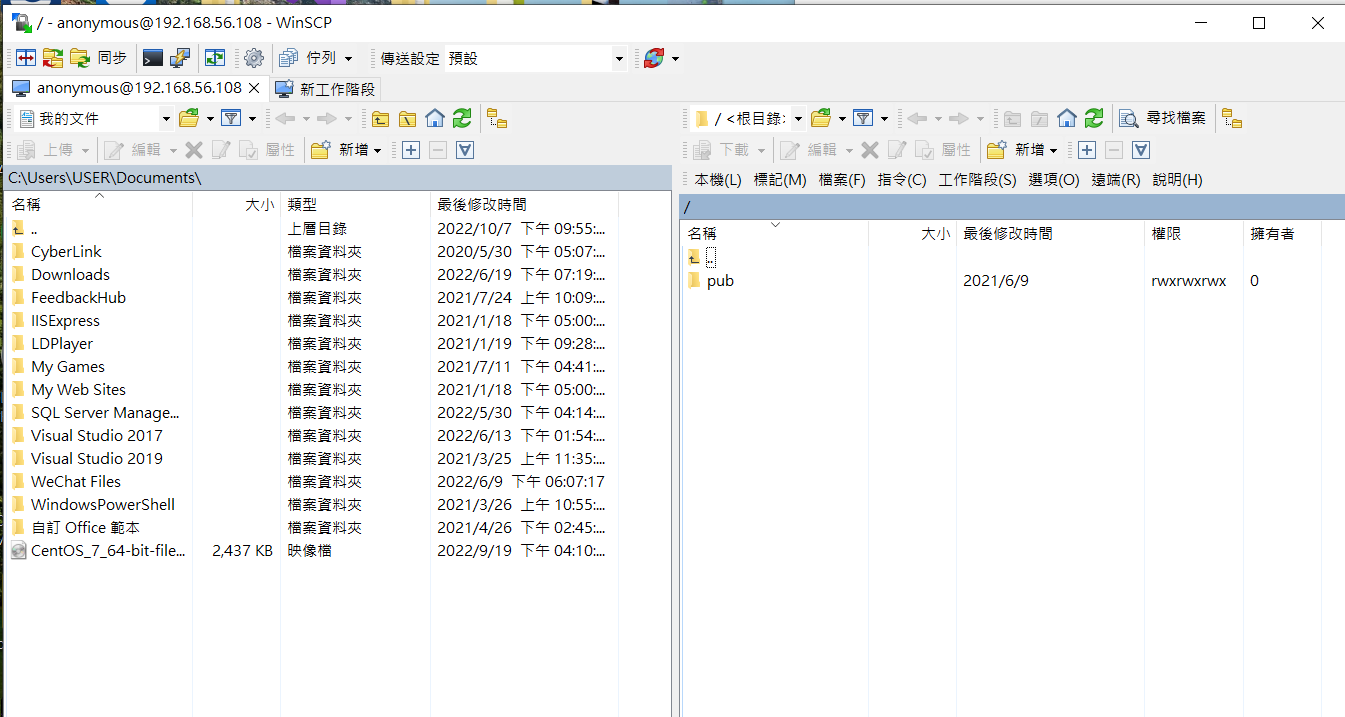 / - anonymous@192.168.56.108 - WinSCP
同步 佇列 傳送設定 預設
anonymous@192.168.56.108 新工作階段
我的文件
上傳 編輯 屬性 新增
C:\Users\USER\Documents\
名稱 大小 類型 最後修改時間
.. 上層目錄 2022/10/7 下午 09:55:...
CyberLink 檔案資料夾 2020/5/30 下午 05:07:...
Downloads 檔案資料夾 2022/6/19 下午 07:19:...
FeedbackHub 檔案資料夾 2021/7/24 上午 10:09:...
IISExpress 檔案資料夾 2021/1/18 下午 05:00:...
LDPlayer 檔案資料夾 2021/1/19 下午 09:28:...
My Games 檔案資料夾 2021/7/11 下午 04:41:...
My Web Sites 檔案資料夾 2021/1/18 下午 05:00:...
SQL Server Manage... 檔案資料夾 2022/5/30 下午 04:14:...
Visual Studio 2017 檔案資料夾 2022/6/13 下午 01:54:...
Visual Studio 2019 檔案資料夾 2021/3/25 上午 11:35:...
WeChat Files 檔案資料夾 2022/6/9 下午 06:07:17
WindowsPowerShell 檔案資料夾 2021/3/26 上午 10:55:...
自訂 Office 範本 檔案資料夾 2021/4/26 下午 02:45:...
CentOS_7_64-bit-file... 2,437 KB 映像檔 2022/9/19 下午 04:10:...
/ <根目錄: 尋找檔案
下載 編輯 屬性 新增
本機(L) 標記(M) 檔案(F) 指令(C) 工作階段(S) 選項(O) 遠端(R) 說明(H)
/
名稱 大小 最後修改時間 權限 擁有者
..
pub 2021/6/9 rwxrwxrwx 0